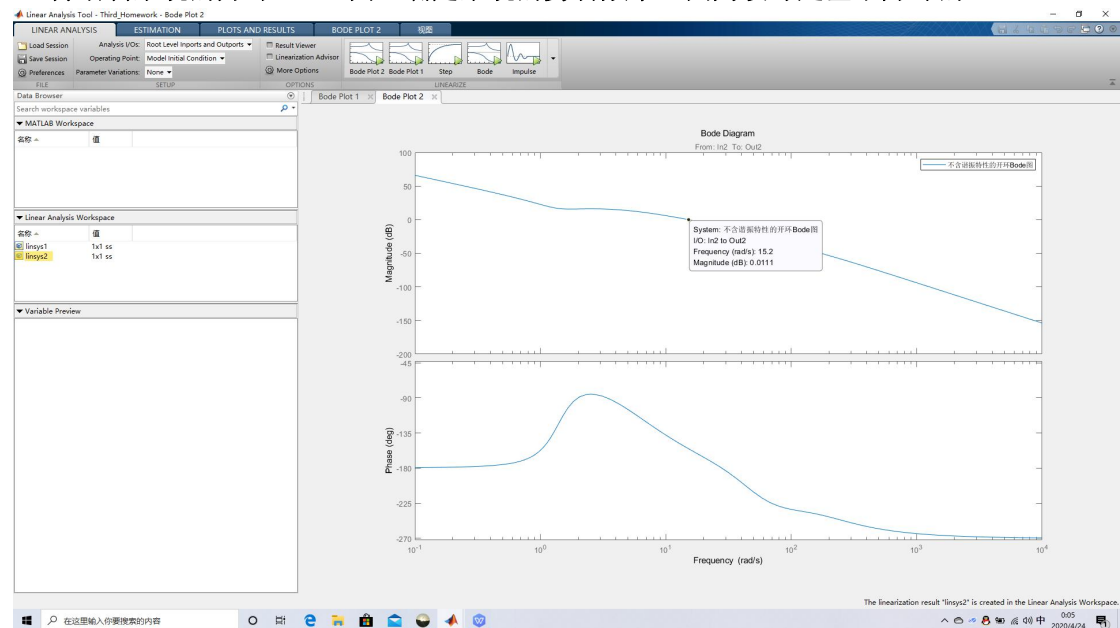 Linear Analysis Tool - Third_Homework - Bode Plot 2
LINEAR ANALYSIS
ESTIMATION
PLOTS AND RESULTS
BODE PLOT 2
视图
Load Session
Save Session
Preferences
FILE
Analysis I/Os:
Root Level Inports and Outports
Operating Point:
Model Initial Condition
Parameter Variations:
None
SETUP
Result Viewer
Linearization Advisor
More Options
OPTIONS
Bode Plot 2
Bode Plot 1
Step
Bode
Impulse
LINEARIZE
Data Browser
Search workspace variables
MATLAB Workspace
名称
值
Linear Analysis Workspace
名称
值
linsys1
1x1 ss
linsys2
1x1 ss
Variable Preview
Bode Plot 1
Bode Plot 2
Bode Diagram
From: In2 To: Out2
不含谐振特性的开环Bode图
System: 不含谐振特性的开环Bode图
I/O: In2 to Out2
Frequency (rad/s): 15.2
Magnitude (dB): 0.0111
Magnitude (dB)
100
50
0
-50
-100
-150
-200
Phase (deg)
-45
-90
-135
-180
-225
-270
10-1
100
101
102
103
104
Frequency (rad/s)
The linearization result "linsys2" is created in the Linear Analysis Workspace.
在这里输入你要搜索的内容
中
0:05
2020/4/24